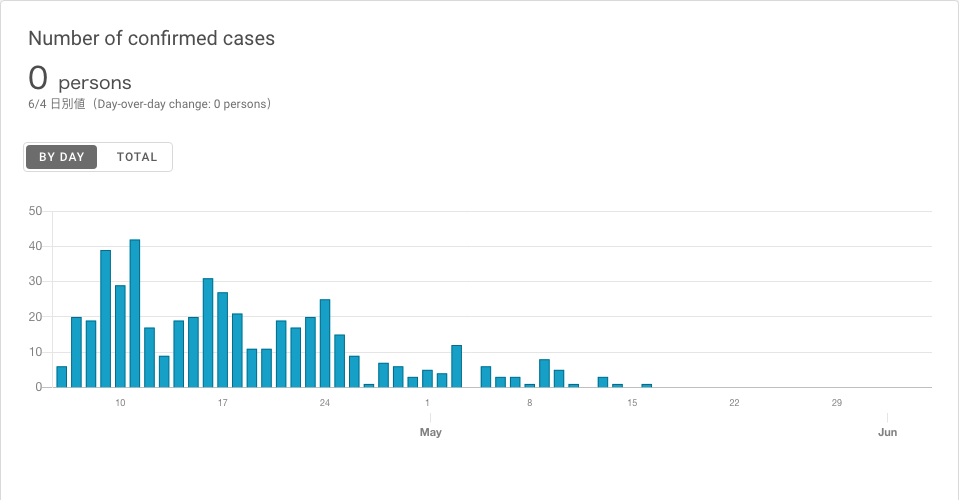 Number of confirmed cases
0 persons
6/4 日別値（Day-over-day change: 0 persons）
BY DAY TOTAL
50
40
30
20
10
0
10 17 24 1 8 15 22 29
May Jun